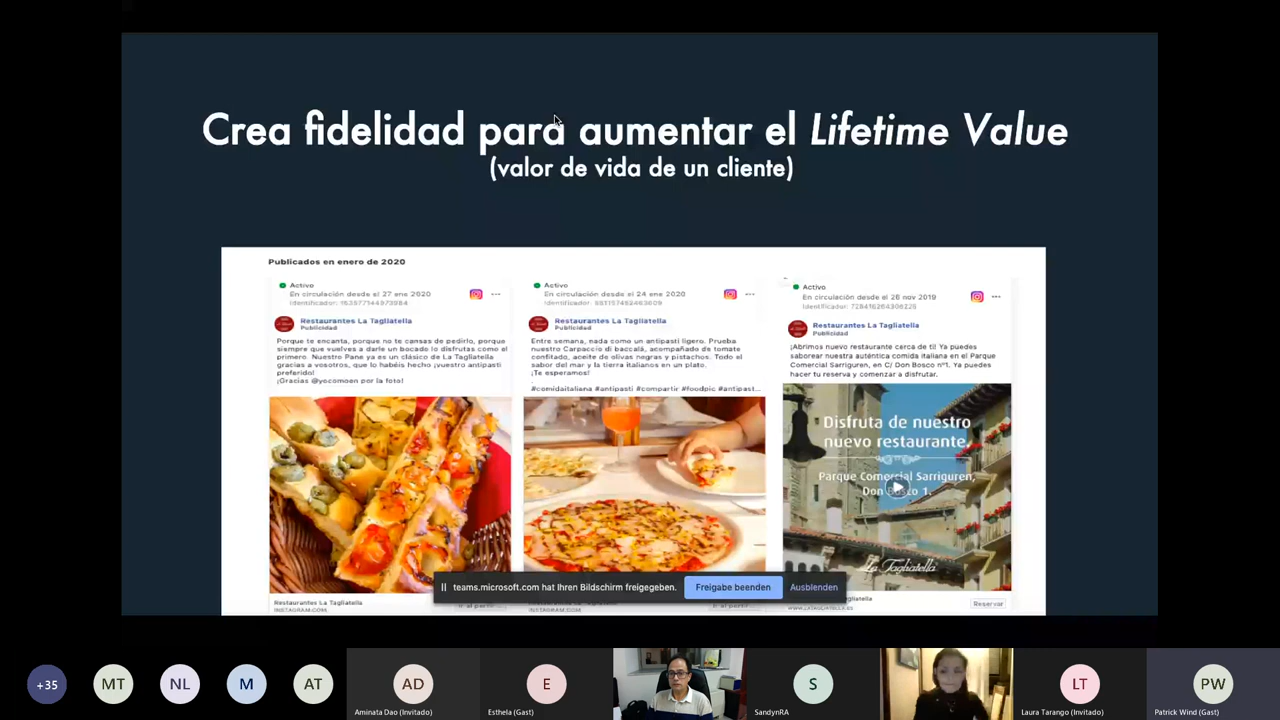 Crea fidelidad para aumentar el Lifetime Value
(valor de vida de un cliente)
Publicados en enero de 2020
Activo
En circulación desde el 27 ene 2020
Restaurantes La Tagliatella
Publicidad
Porque te encanta, porque no te cansas de pedirlo, porque
siempre que vuelves a darle un bocado lo disfrutas como el
primero. Nuestro Pane ya es un clásico de La Tagliatella
gracias a vosotros, que lo habéis hecho ¡vuestro antipasti
preferido!
¡Gracias @yocomoen por la foto!
Restaurantes La Tagliatella
INSTAGRAM.COM
Activo
En circulación desde el 24 ene 2020
Restaurantes La Tagliatella
Publicidad
Entre semana, nada como un antipasti ligero. Prueba
nuestro Carpaccio di baccalà, acompañado de tomate
confitado, aceite de olivas negras y pistachos. Todo el
sabor del mar y la tierra italianos en un plato.
¡Te esperamos!
#comidaitaliana #antipasti #compartir #foodpic #antipast...
Activo
En circulación desde el 26 nov 2019
Restaurantes La Tagliatella
Publicidad
¡Abrimos nuevo restaurante cerca de ti! Ya puedes
saborear nuestra auténtica comida italiana en el Parque
Comercial Sarriguren, en C/ Don Bosco nº1. Ya puedes
hacer tu reserva y comenzar a disfrutar.
Disfruta de nuestro
nuevo restaurante,
Parque Comercial Sarriguren,
Don Bosco 1.
La Tagliatella
Reservar
teams.microsoft.com hat Ihren Bildschirm freigegeben.
Freigabe beenden
Ausblenden
+35
MT
NL
M
AT
AD
Aminata Dao (Invitado)
E
Esthela (Gast)
S
SandynRA
LT
Laura Tarango (Invitado)
PW
Patrick Wind (Gast)